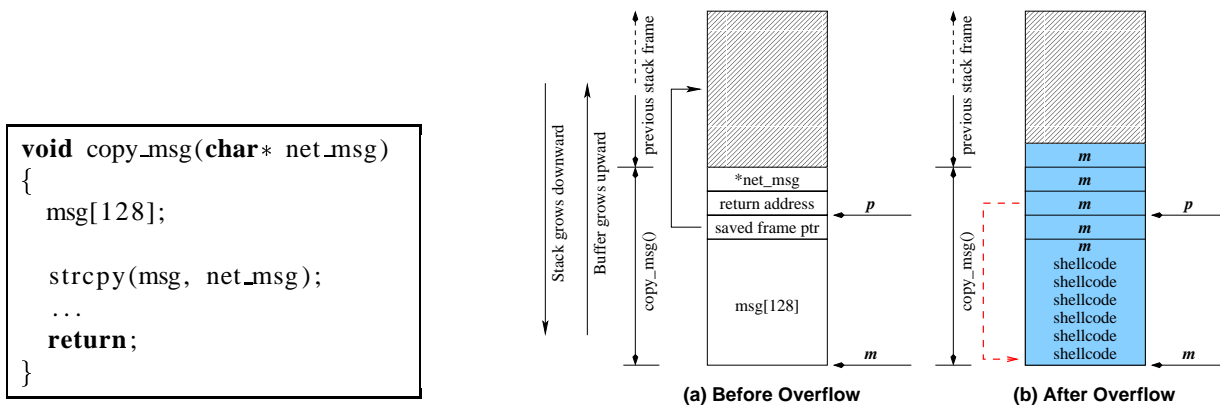 void copy_msg(char* net_msg)
{
msg[128];
strcpy(msg, net_msg);
...
return;
}
Stack grows downward
Buffer grows upward
previous stack frame
copy_msg()
*net_msg
return address
saved frame ptr
msg[128]
p
m
(a) Before Overflow
previous stack frame
copy_msg()
m
m
m
m
m
shellcode
shellcode
shellcode
shellcode
shellcode
shellcode
p
m
(b) After Overflow